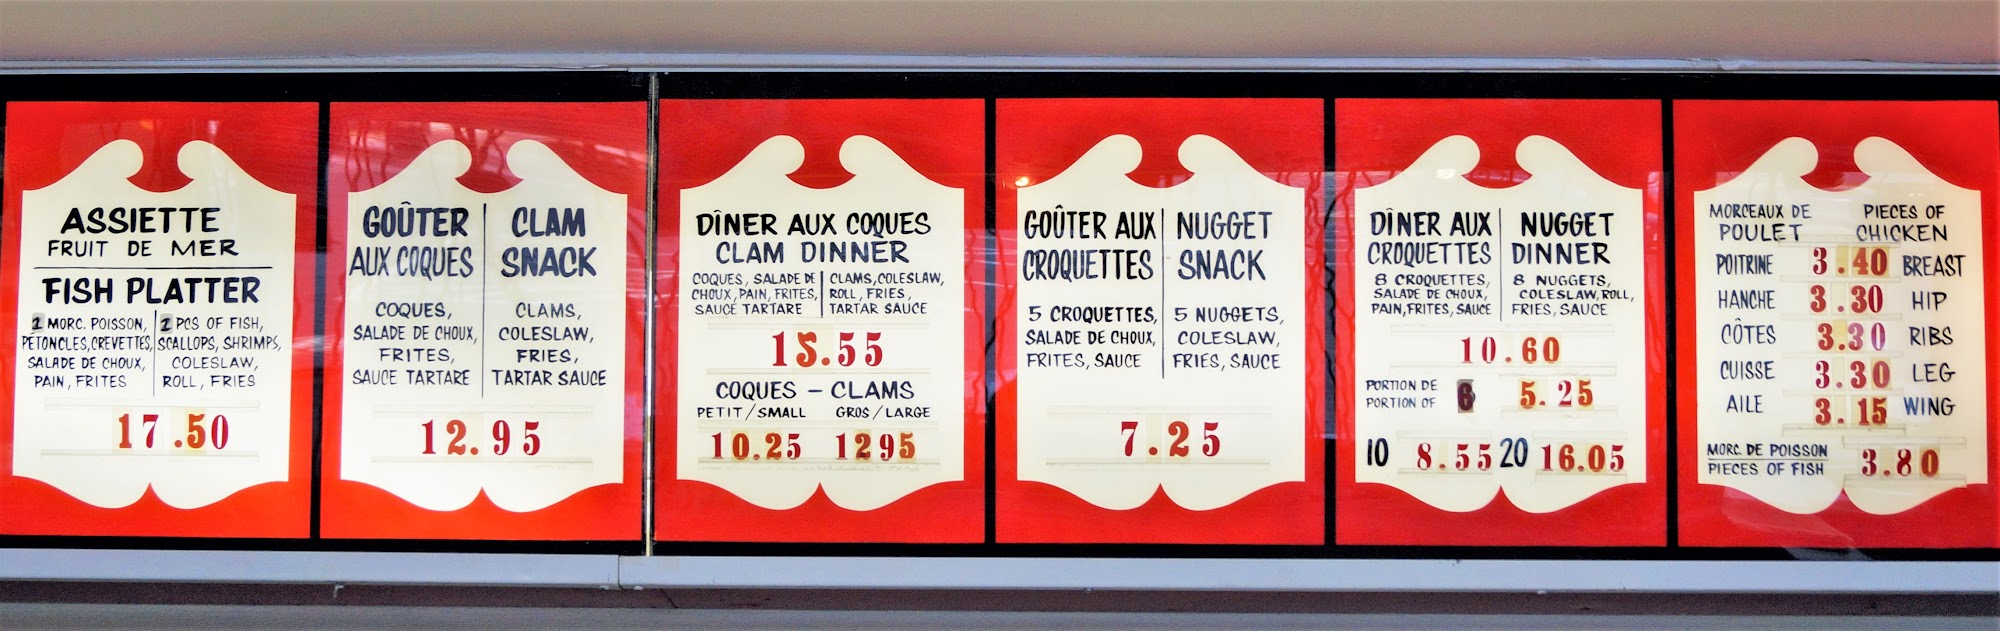 ASSIETTE
FRUIT DE MER
FISH PLATTER
MORC. POISSON,
PÉTONCLES, CREVETTES,
SALADE DE CHOUX,
PAIN, FRITES
PCS OF FISH,
SCALLOPS, SHRIMPS,
COLESLAW,
ROLL, FRIES
17.50
GOÛTER
AUX COQUES
COQUES,
SALADE DE CHOUX,
FRITES,
SAUCE TARTARE
CLAM
SNACK
CLAMS,
COLESLAW,
FRIES,
TARTAR SAUCE
12.95
DÎNER AUX COQUES
CLAM DINNER
COQUES, SALADE DE
CHOUX, PAIN, FRITES,
SAUCE TARTARE
CLAMS, COLESLAW,
ROLL, FRIES,
TARTAR SAUCE
COQUES - CLAMS
PETIT/SMALL GROS/LARGE
10.25 1295
GOÛTER AUX
CROQUETTES
5 CROQUETTES,
SALADE DE CHOUX,
FRITES, SAUCE
NUGGET
SNACK
5 NUGGETS,
COLESLAW,
FRIES, SAUCE
7.25
DÎNER AUX
CROQUETTES
8 CROQUETTES,
SALADE DE CHOUX,
PAIN, FRITES, SAUCE
NUGGET
DINNER
8 NUGGETS,
COLESLAW, ROLL,
FRIES, SAUCE
10.60
PORTION DE
PORTION OF
6 5.25
10 8.55 20 16.05
MORCEAUX DE
POULET
PIECES OF
CHICKEN
POITRINE 3.40 BREAST
HANCHE 3.30 HIP
CÔTES 3.30 RIBS
CUISSE 3.30 LEG
AILE 3.15 WING
MORC. DE POISSON
PIECES OF FISH
3.80